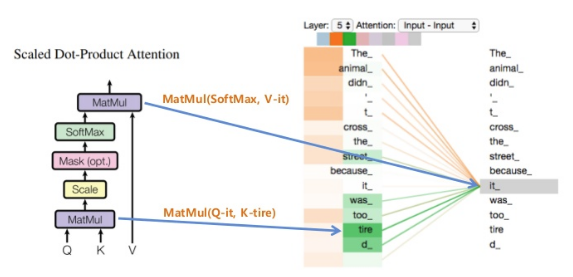 Layer: 5 Attention: Input - Input
Scaled Dot-Product Attention
MatMul
SoftMax
Mask (opt.)
Scale
MatMul
Q K V
MatMul(SoftMax, V-it)
MatMul(Q-it, K-tire)
The_
animal_
didn_
'_
t_
cross_
the_
street_
because_
it_
was_
too_
tire
d_
The_
animal_
didn_
'_
t_
cross_
the_
street_
because_
it_
was_
too_
tire
d_